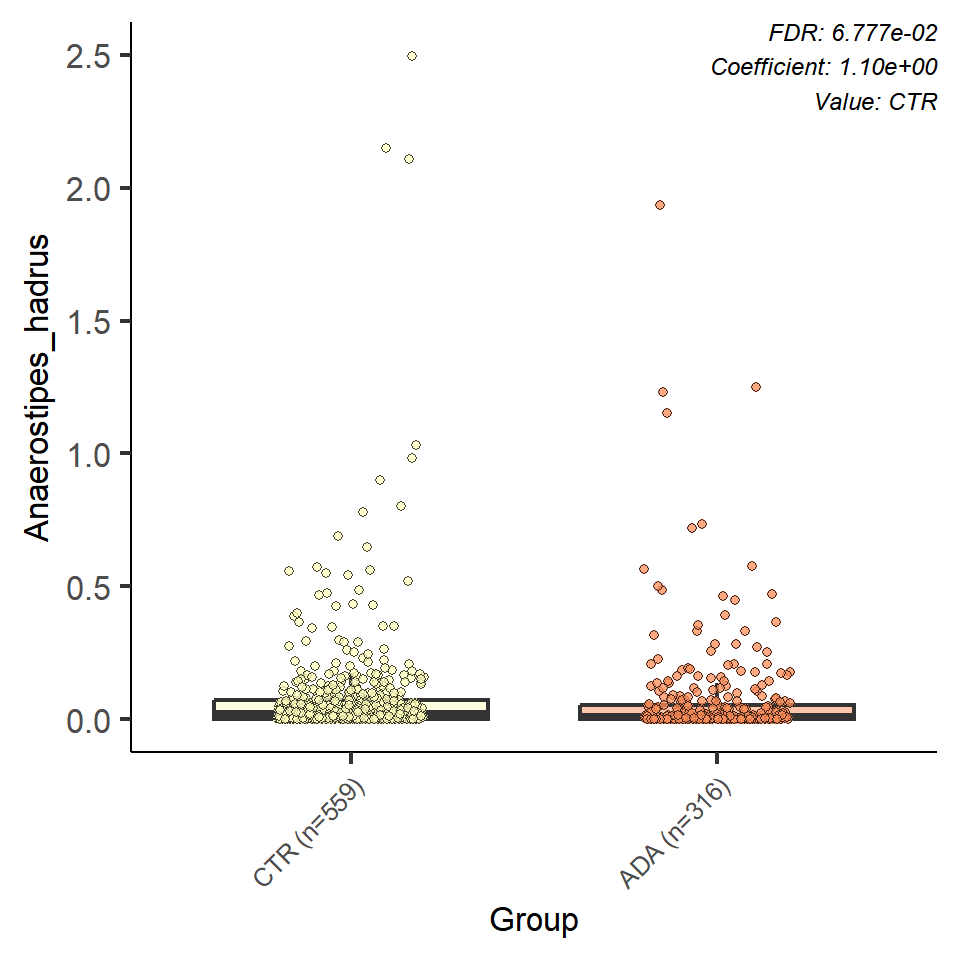 FDR: 6.777e-02
Coefficient: 1.10e+00
Value: CTR
Anaerostipes_hadrus
2.5
2.0
1.5
1.0
0.5
0.0
CTR (n=559)
ADA (n=316)
Group